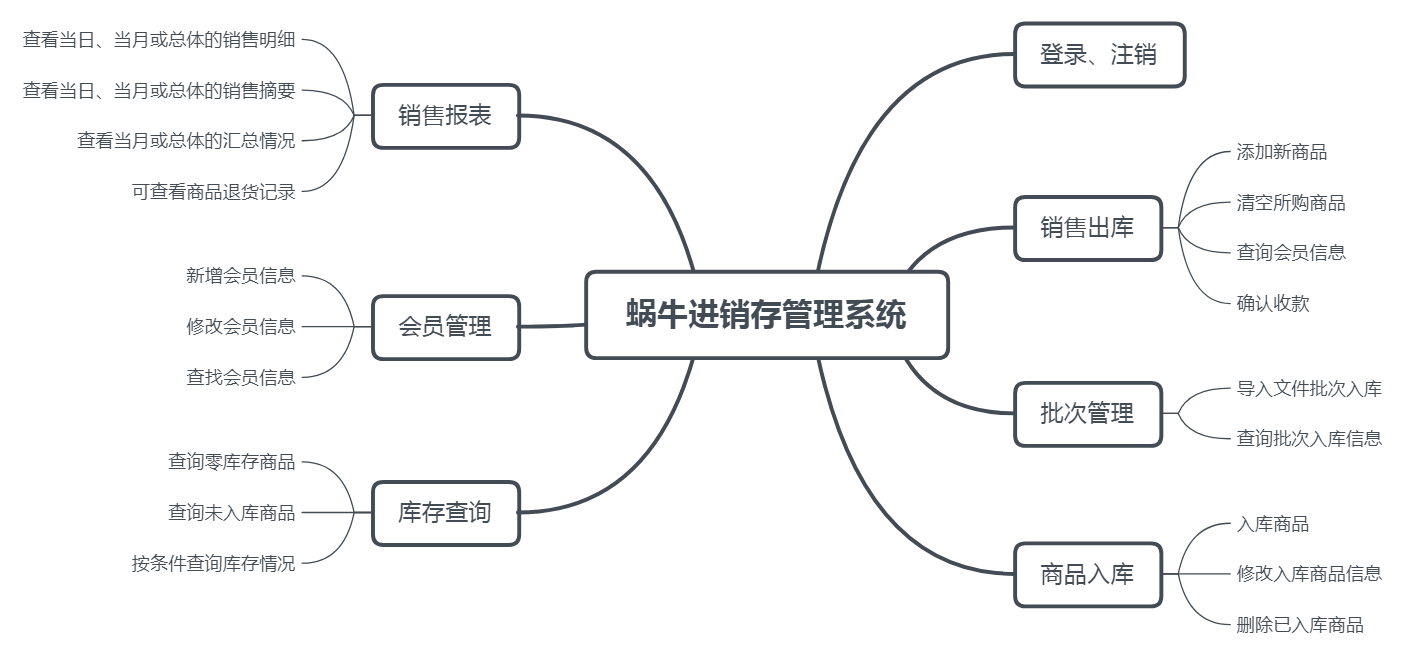 蜗牛进销存管理系统
登录、注销
销售出库
添加新商品
清空所购商品
查询会员信息
确认收款
批次管理
导入文件批次入库
查询批次入库信息
商品入库
入库商品
修改入库商品信息
删除已入库商品
销售报表
查看当日、当月或总体的销售明细
查看当日、当月或总体的销售摘要
查看当月或总体的汇总情况
可查看商品退货记录
会员管理
新增会员信息
修改会员信息
查找会员信息
库存查询
查询零库存商品
查询未入库商品
按条件查询库存情况